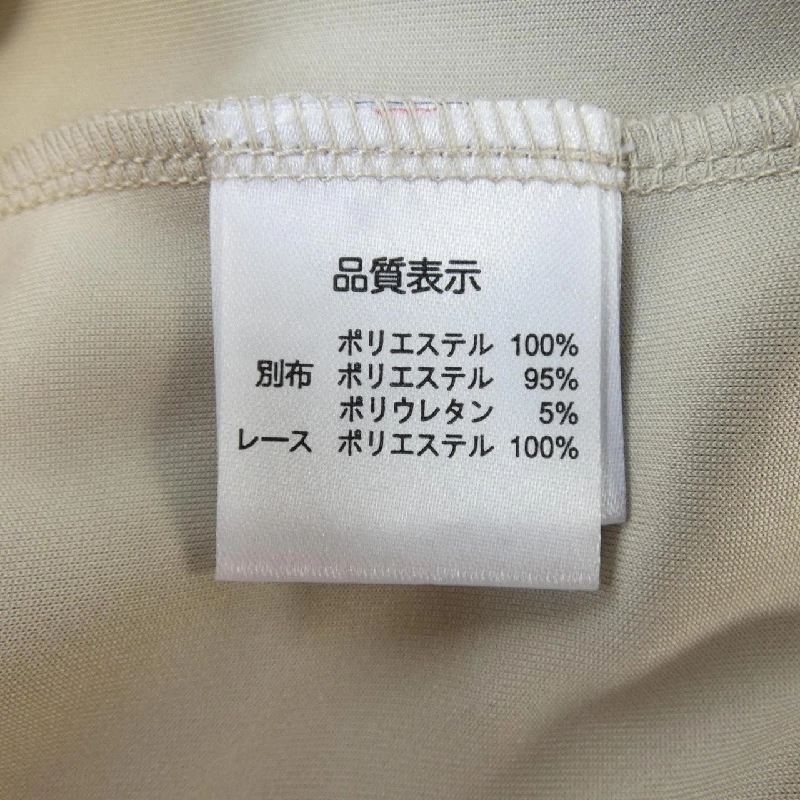 品質表示
ポリエステル 100%
別布 ポリエステル 95%
ポリウレタン 5%
レース ポリエステル 100%